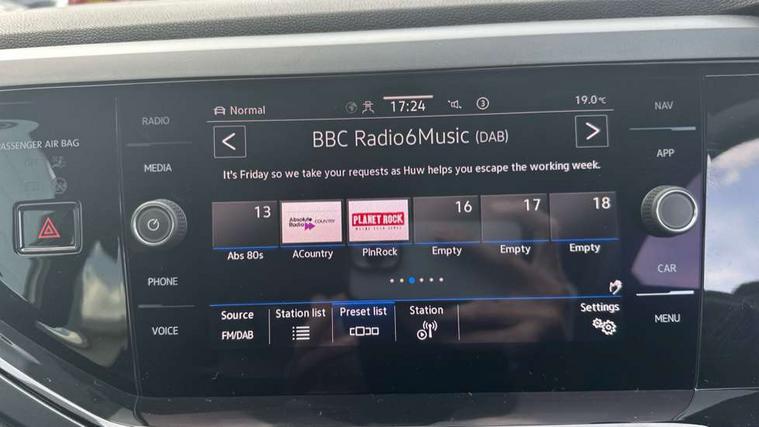 Normal
17:24
3
19.0°C
RADIO
NAV
PASSENGER AIR BAG
BBC Radio6Music (DAB)
APP
MEDIA
It's Friday so we take your requests as Huw helps you escape the working week.
13
16
17
18
Absolute Radio COUNTRY
PLANET ROCK
Abs 80s
ACountry
PlnRock
Empty
Empty
Empty
CAR
PHONE
Source
FM/DAB
Station list
Preset list
Station
Settings
VOICE
MENU